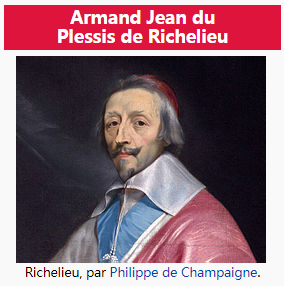 Armand Jean du
Plessis de Richelieu
Richelieu, par Philippe de Champaigne.